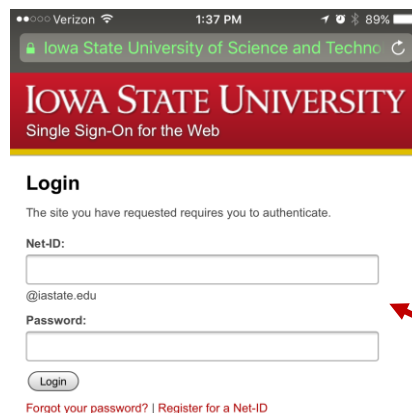 Verizon 1:37 PM 89%
Iowa State University of Science and Techno
IOWA STATE UNIVERSITY
Single Sign-On for the Web
Login
The site you have requested requires you to authenticate.
Net-ID:
@iastate.edu
Password:
Login
Forgot your password? | Register for a Net-ID